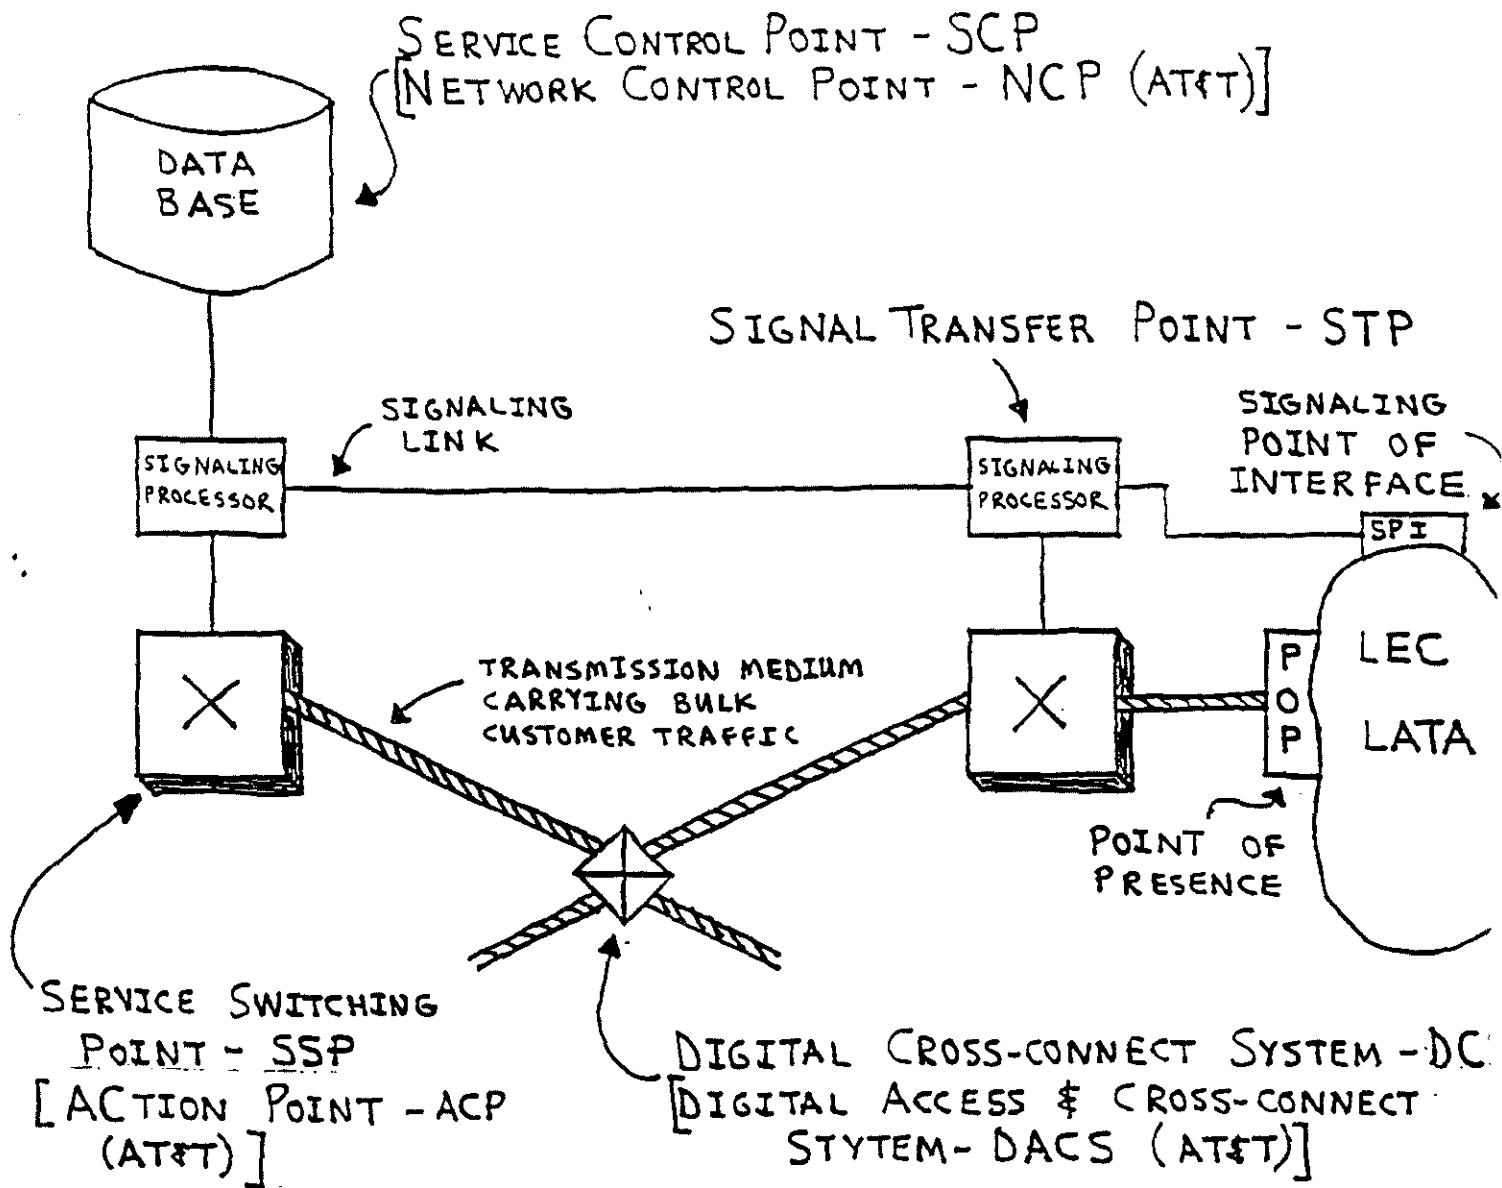 SERVICE CONTROL POINT - SCP
[NETWORK CONTROL POINT - NCP (AT&T)]
DATA
BASE
SIGNAL TRANSFER POINT - STP
SIGNALING
LINK
SIGNALING
POINT OF
INTERFACE
SIGNALING
PROCESSOR
SIGNALING
PROCESSOR
SPI
TRANSMISSION MEDIUM
CARRYING BULK
CUSTOMER TRAFFIC
P
O
P
LEC
LATA
POINT OF
PRESENCE
SERVICE SWITCHING
POINT - SSP
[ACTION POINT - ACP
(AT&T)]
DIGITAL CROSS-CONNECT SYSTEM - DC
[DIGITAL ACCESS & CROSS-CONNECT
STYTEM - DACS (AT&T)]